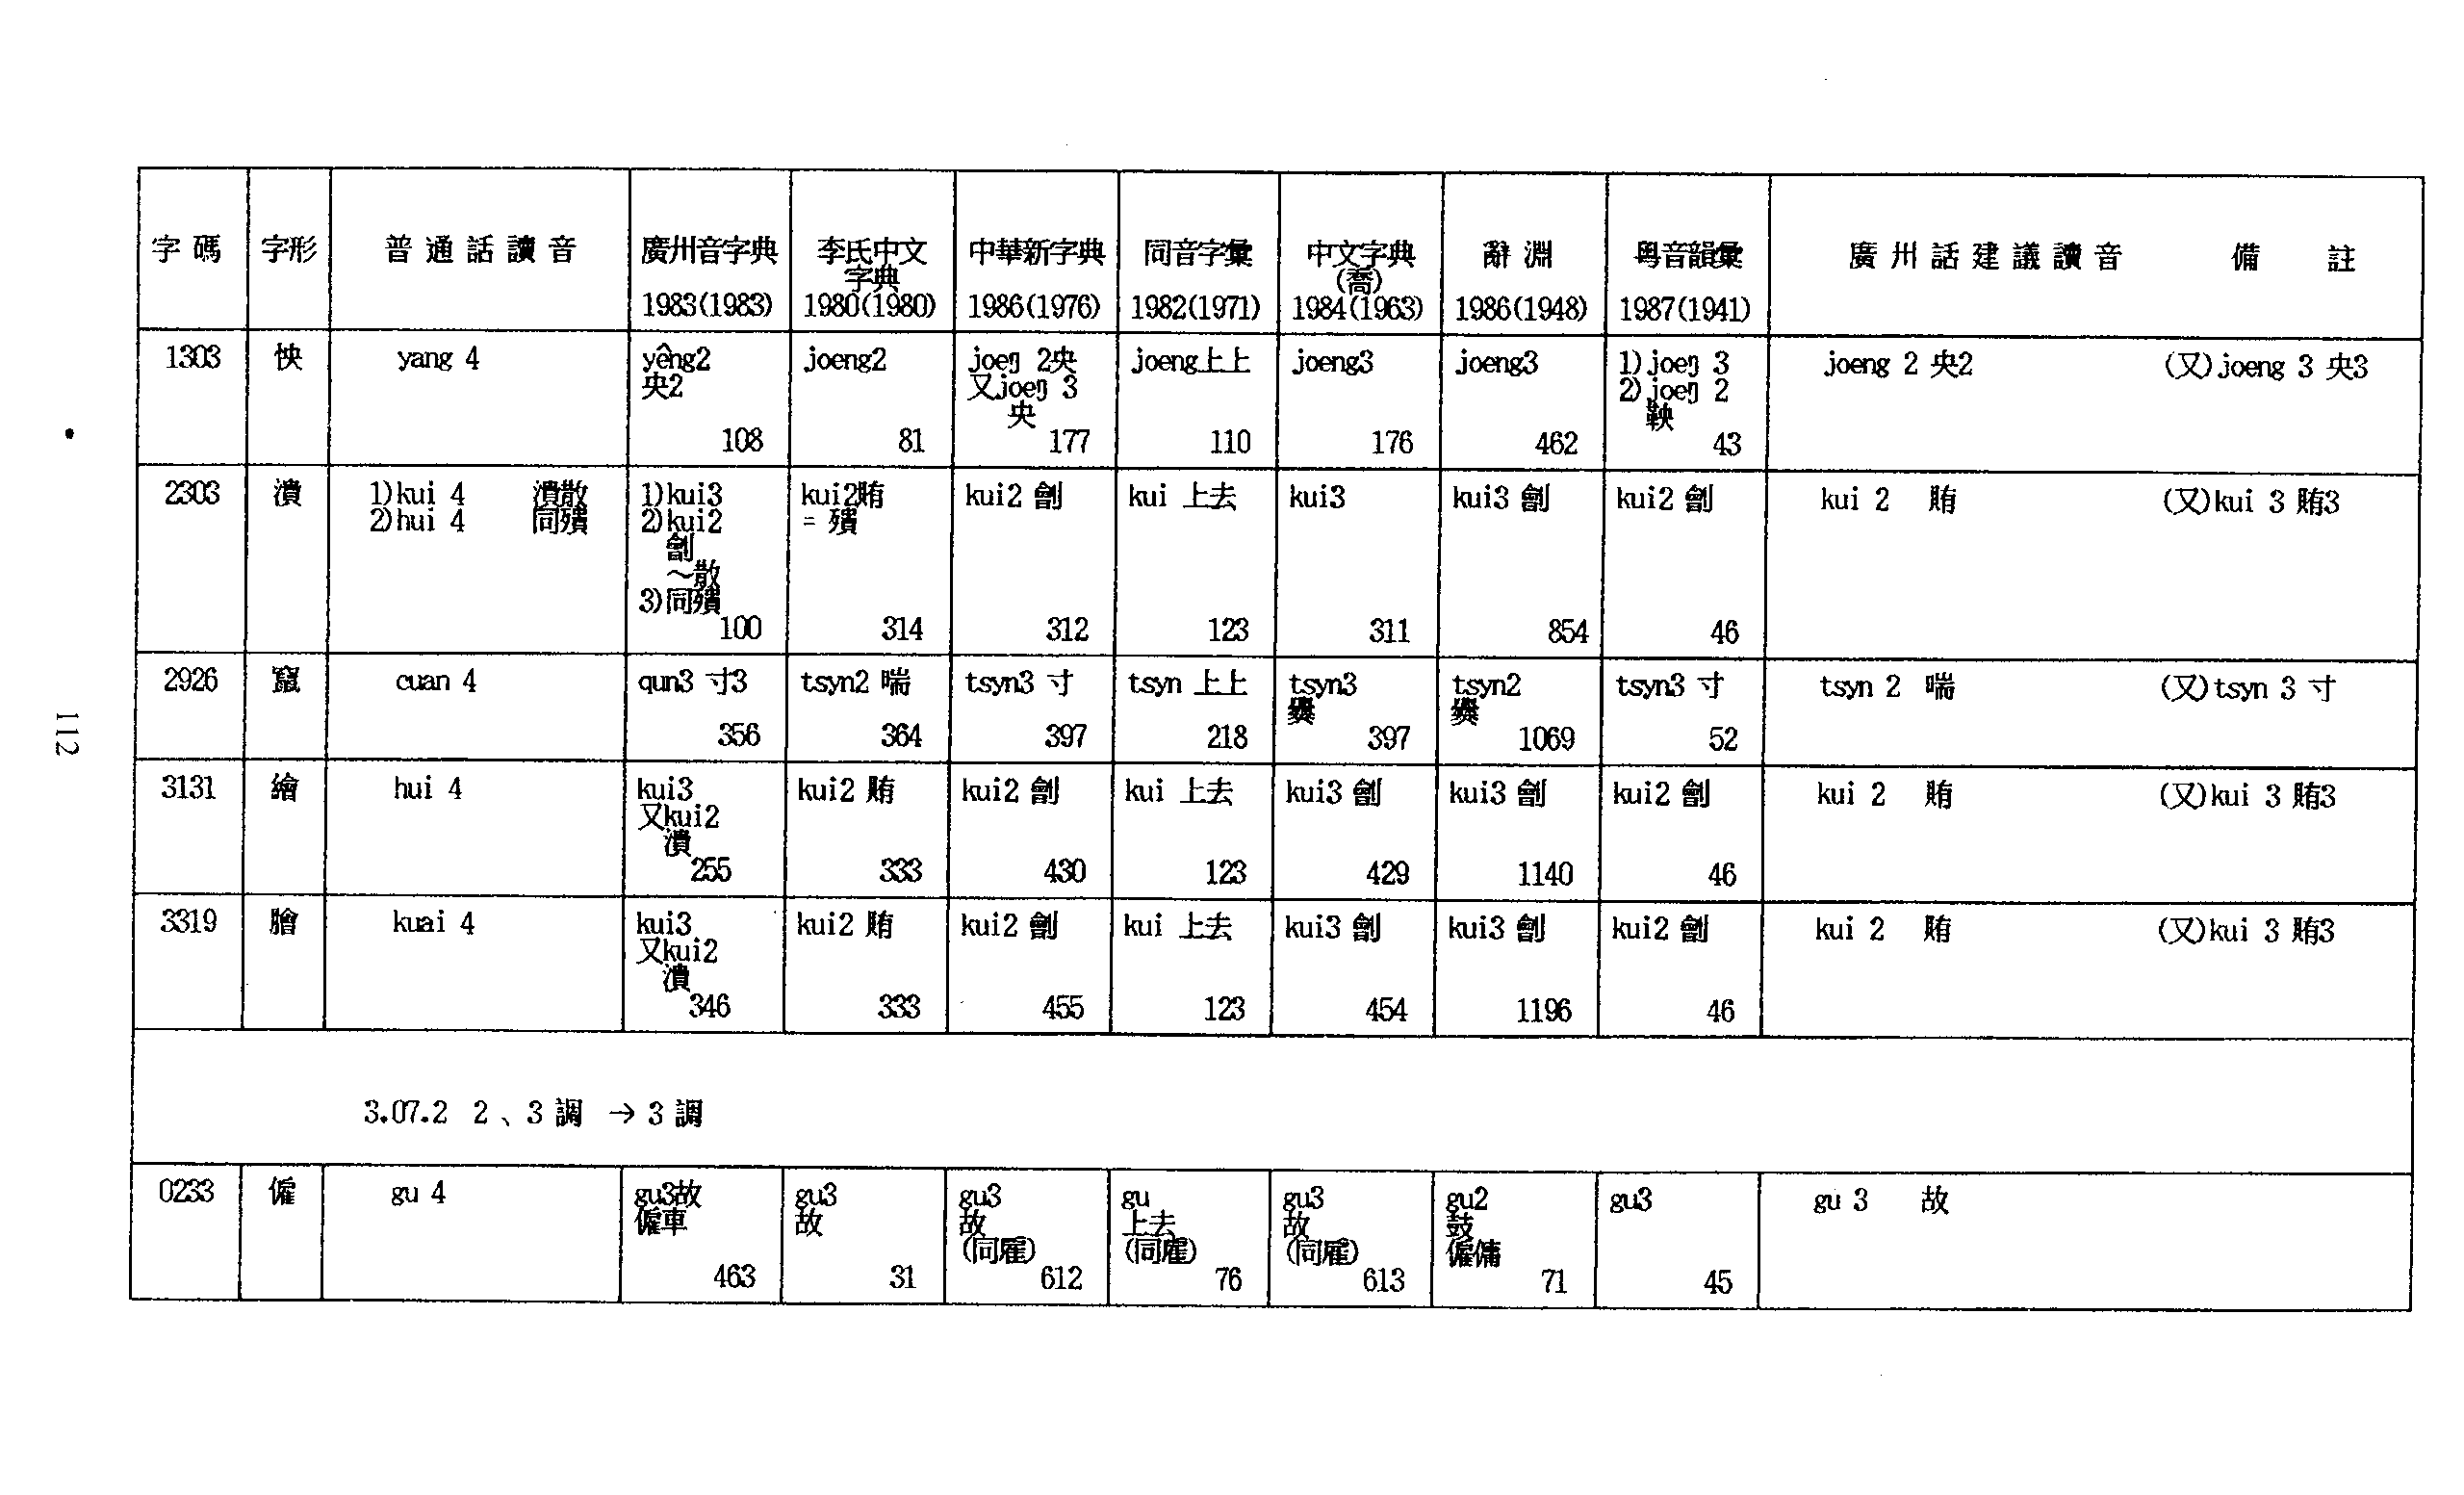 字碼 字形 普通話讀音 廣州音字典 李氏中文 中華新字典 同音字彙 中文字典 辭淵 粵音韻彙 廣州話建議讀音 備註
字典 (喬)
1983(1983) 1980(1980) 1986(1976) 1982(1971) 1984(1963) 1986(1948) 1987(1941)
1303 怏 yang 4 yêng2 joeng2 joeŋ 2央 joeng上上 joeng3 joeng3 1)joeŋ 3 joeng 2 央2 (又)joeng 3 央3
央2 又joeŋ 3 2)joeŋ 2
央 鞅
108 81 177 110 176 462 43
2303 潰 1)kui 4 潰散 1)kui3 kui2賄 kui2 劊 kui 上去 kui3 kui3 劊 kui2 劊 kui 2 賄 (又)kui 3 賄3
2)hui 4 同殨 2)kui2 = 殨
劊
～散
3)同殨
100 314 312 123 311 854 46
2926 竄 cuan 4 qun3 寸3 tsyn2 喘 tsyn3 寸 tsyn 上上 tsyn3 tsyn2 tsyn3 寸 tsyn 2 喘 (又)tsyn 3 寸
爨 爨
356 364 397 218 397 1069 52
3131 繪 hui 4 kui3 kui2 賄 kui2 劊 kui 上去 kui3 劊 kui3 劊 kui2 劊 kui 2 賄 (又)kui 3 賄3
又kui2
潰
255 333 430 123 429 1140 46
3319 膾 kuai 4 kui3 kui2 賄 kui2 劊 kui 上去 kui3 劊 kui3 劊 kui2 劊 kui 2 賄 (又)kui 3 賄3
又kui2
潰
346 333 455 123 454 1196 46
3.07.2 2、3調 → 3調
0233 僱 gu 4 gu3故 gu3 gu3 gu gu3 gu2 gu3 gu 3 故
僱車 故 故 上去 故 鼓
(同雇) (同雇) (同雇) 僱傭
463 31 612 76 613 71 45
112